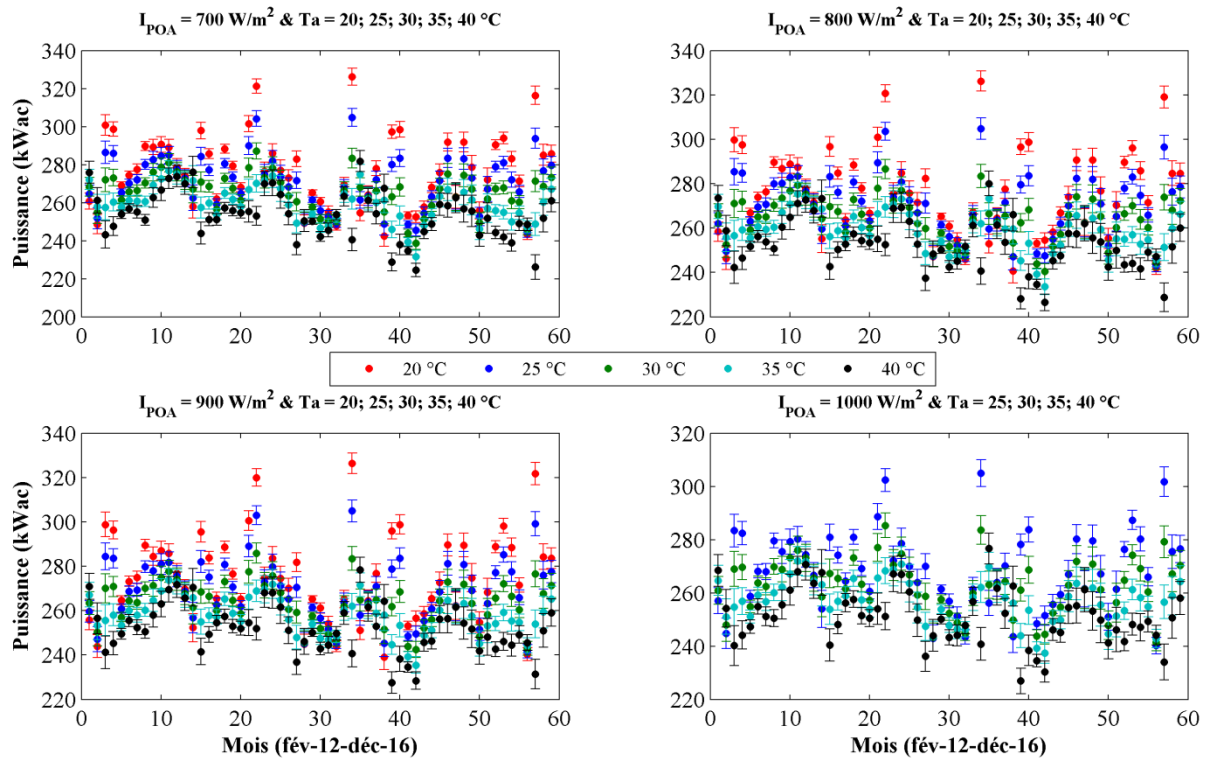 I_POA = 700 W/m² & Ta = 20; 25; 30; 35; 40 °C
I_POA = 800 W/m² & Ta = 20; 25; 30; 35; 40 °C
340
320
300
280
260
240
220
200
Puissance (kWac)
0 10 20 30 40 50 60
340
320
300
280
260
240
220
0 10 20 30 40 50 60
20 °C 25 °C 30 °C 35 °C 40 °C
I_POA = 900 W/m² & Ta = 20; 25; 30; 35; 40 °C
I_POA = 1000 W/m² & Ta = 25; 30; 35; 40 °C
340
320
300
280
260
240
220
Puissance (kWac)
0 10 20 30 40 50 60
Mois (fév-12-déc-16)
320
300
280
260
240
220
0 10 20 30 40 50 60
Mois (fév-12-déc-16)